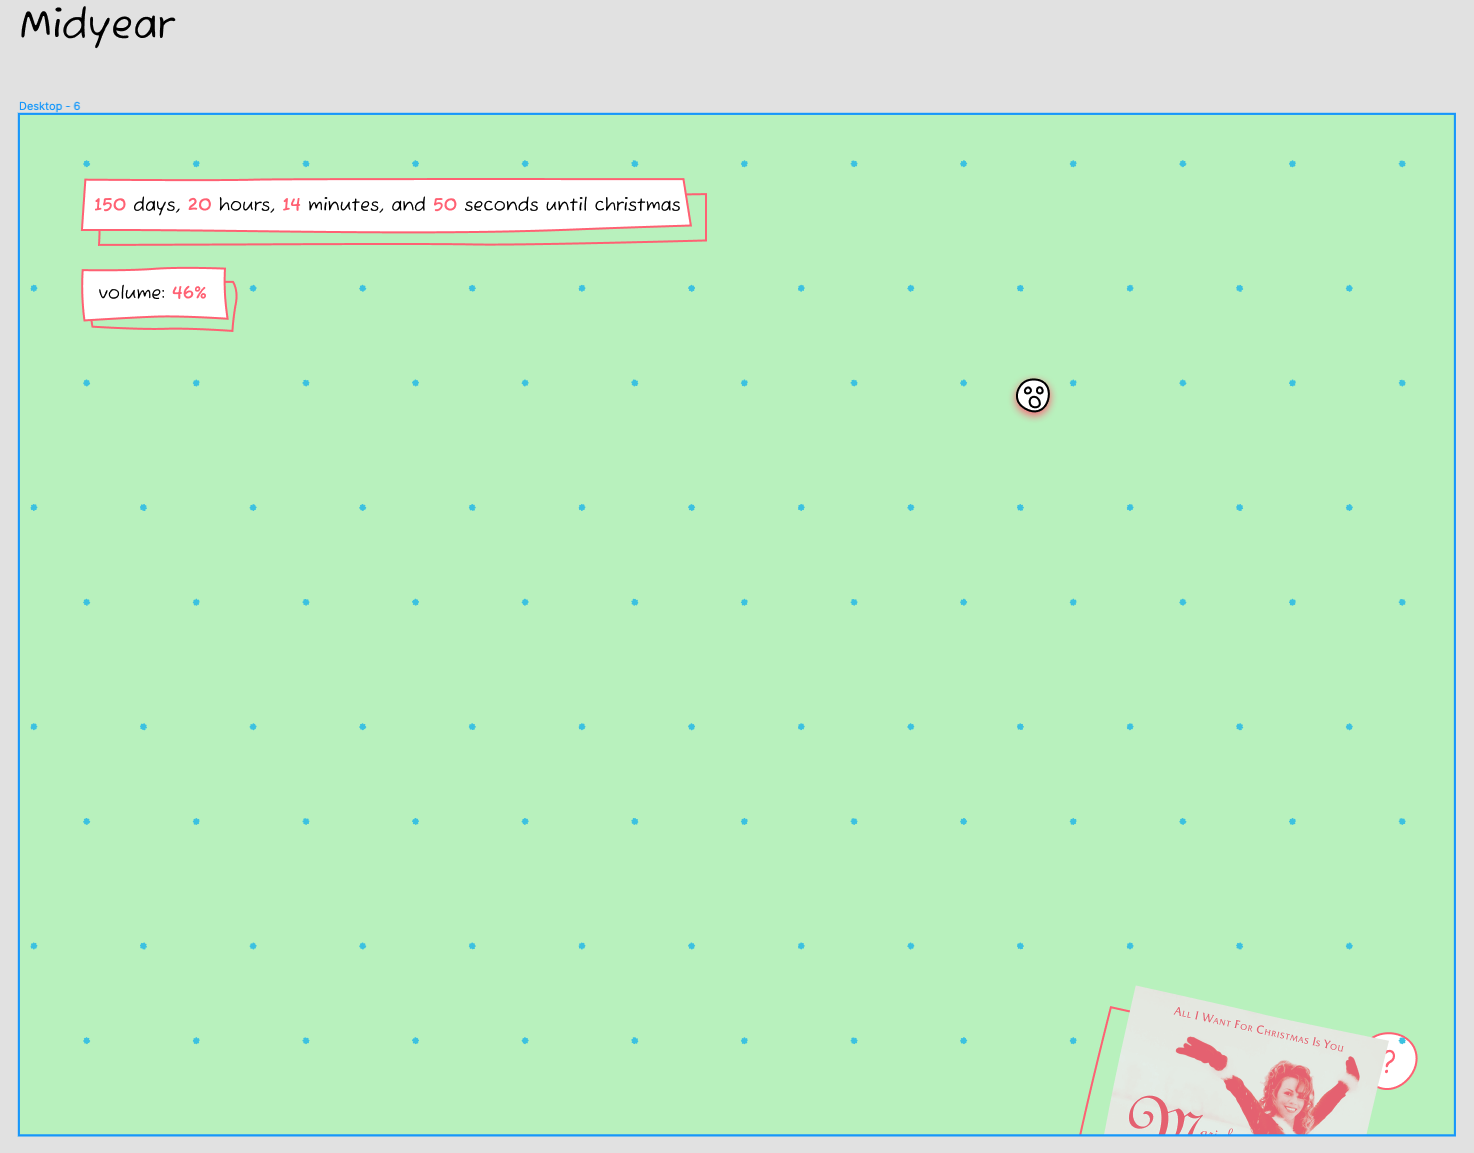 Midyear
Desktop - 6
150 days, 20 hours, 14 minutes, and 50 seconds until christmas
volume: 46%
All I Want For Christmas Is You
?